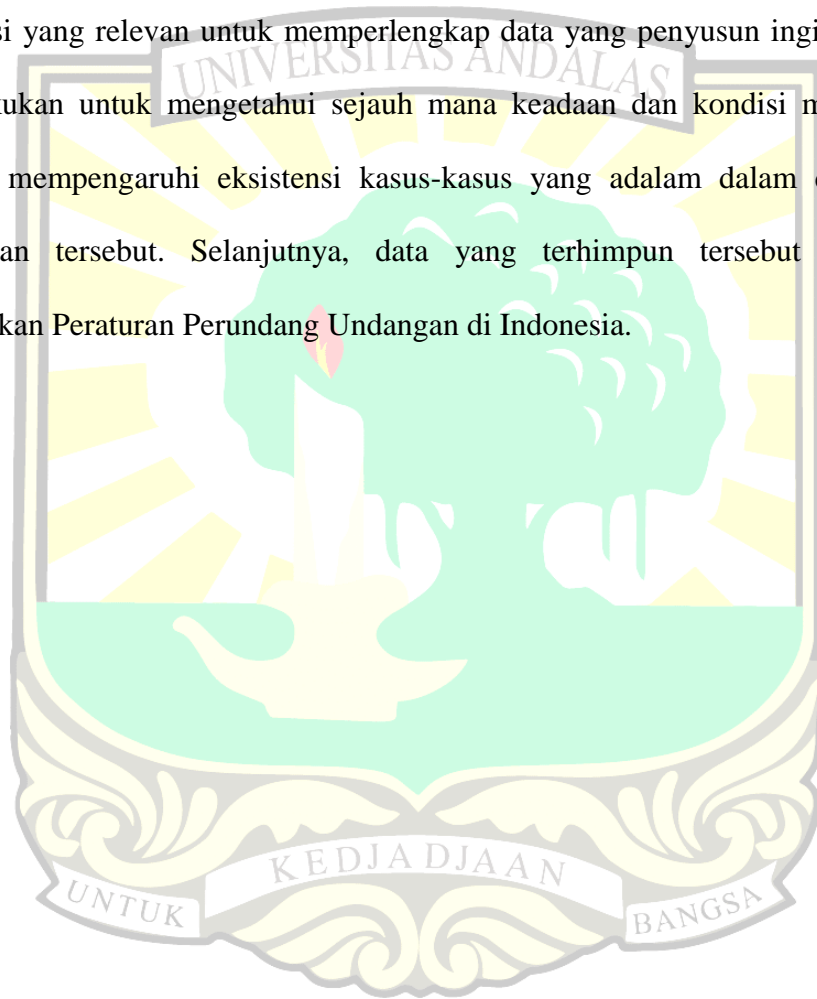 si yang relevan untuk memperlengkap data yang penyusun ingi
UNIVERSITAS ANDALAS
ukan untuk mengetahui sejauh mana keadaan dan kondisi m
mempengaruhi eksistensi kasus-kasus yang adalam dalam
an tersebut. Selanjutnya, data yang terhimpun tersebut
kan Peraturan Perundang Undangan di Indonesia.
KEDJADJAAN
UNTUK
BANGSA